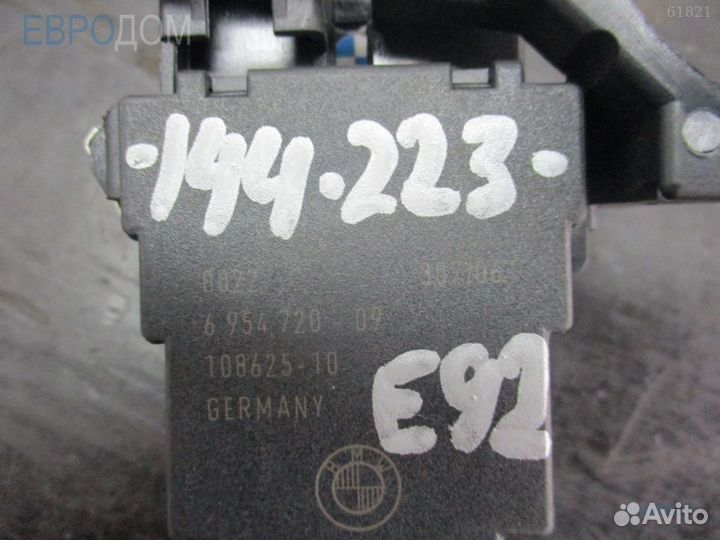 ЕВРОДОМ
61821
-144.223-
6 954 720 - 09
108625-10
GERMANY
E92
BMW
Avito